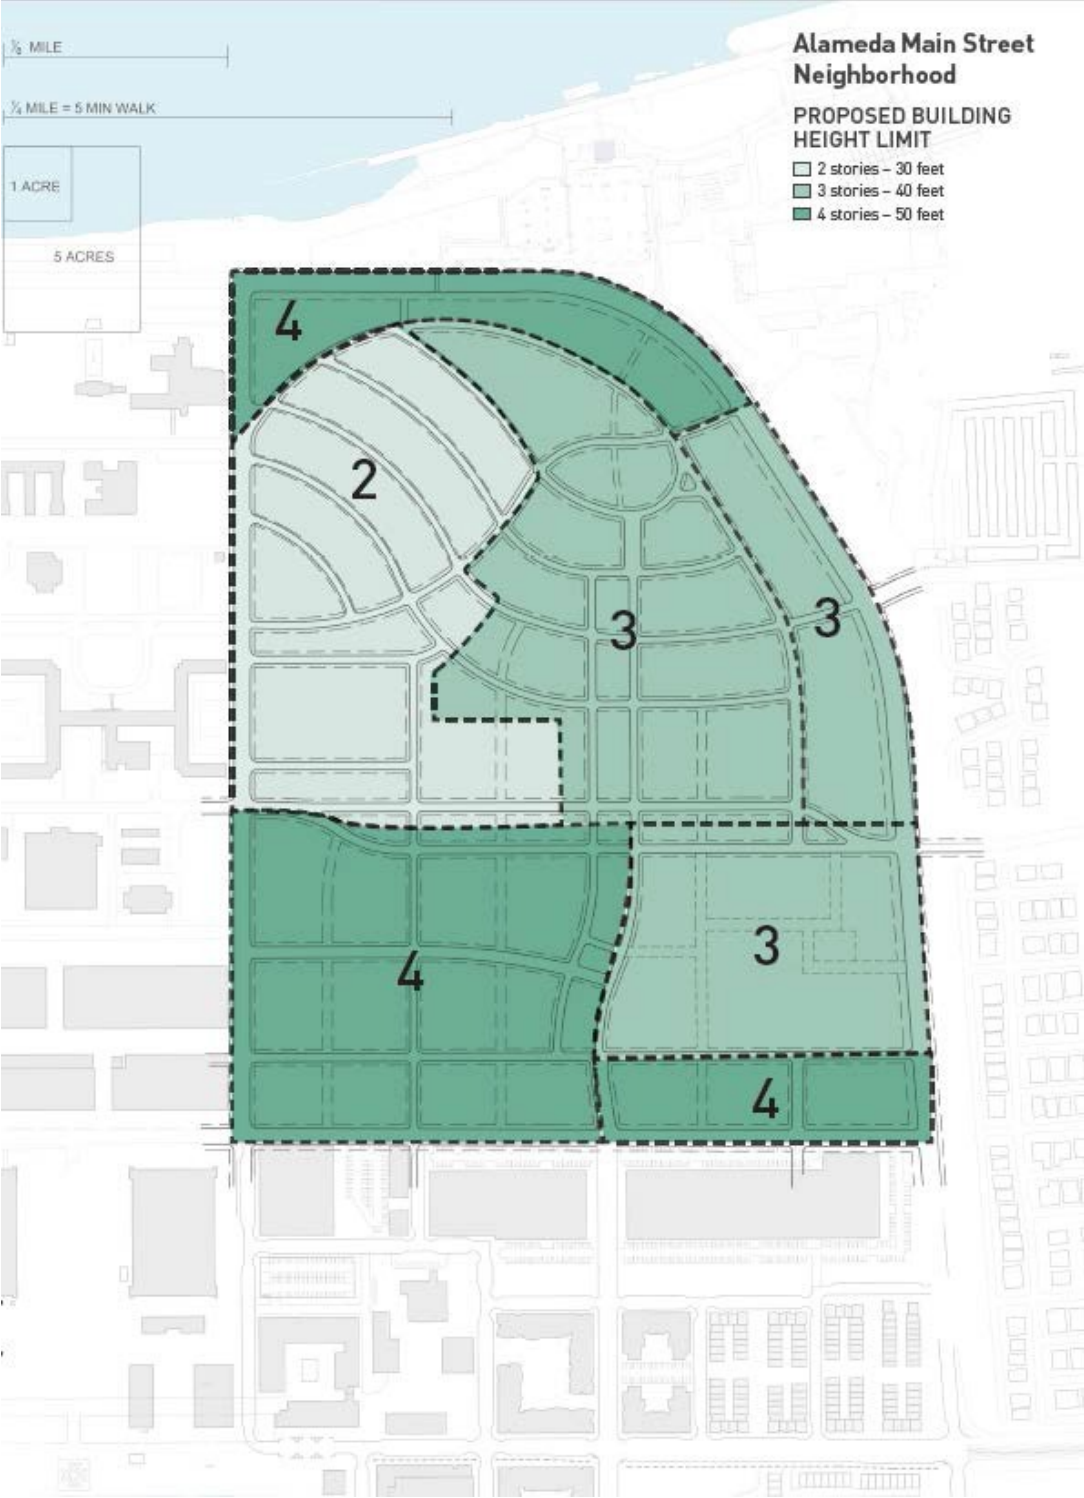 ⅛ MILE
¼ MILE = 5 MIN WALK
1 ACRE
5 ACRES
Alameda Main Street
Neighborhood
PROPOSED BUILDING
HEIGHT LIMIT
2 stories – 30 feet
3 stories – 40 feet
4 stories – 50 feet
4
2
3
3
4
3
4